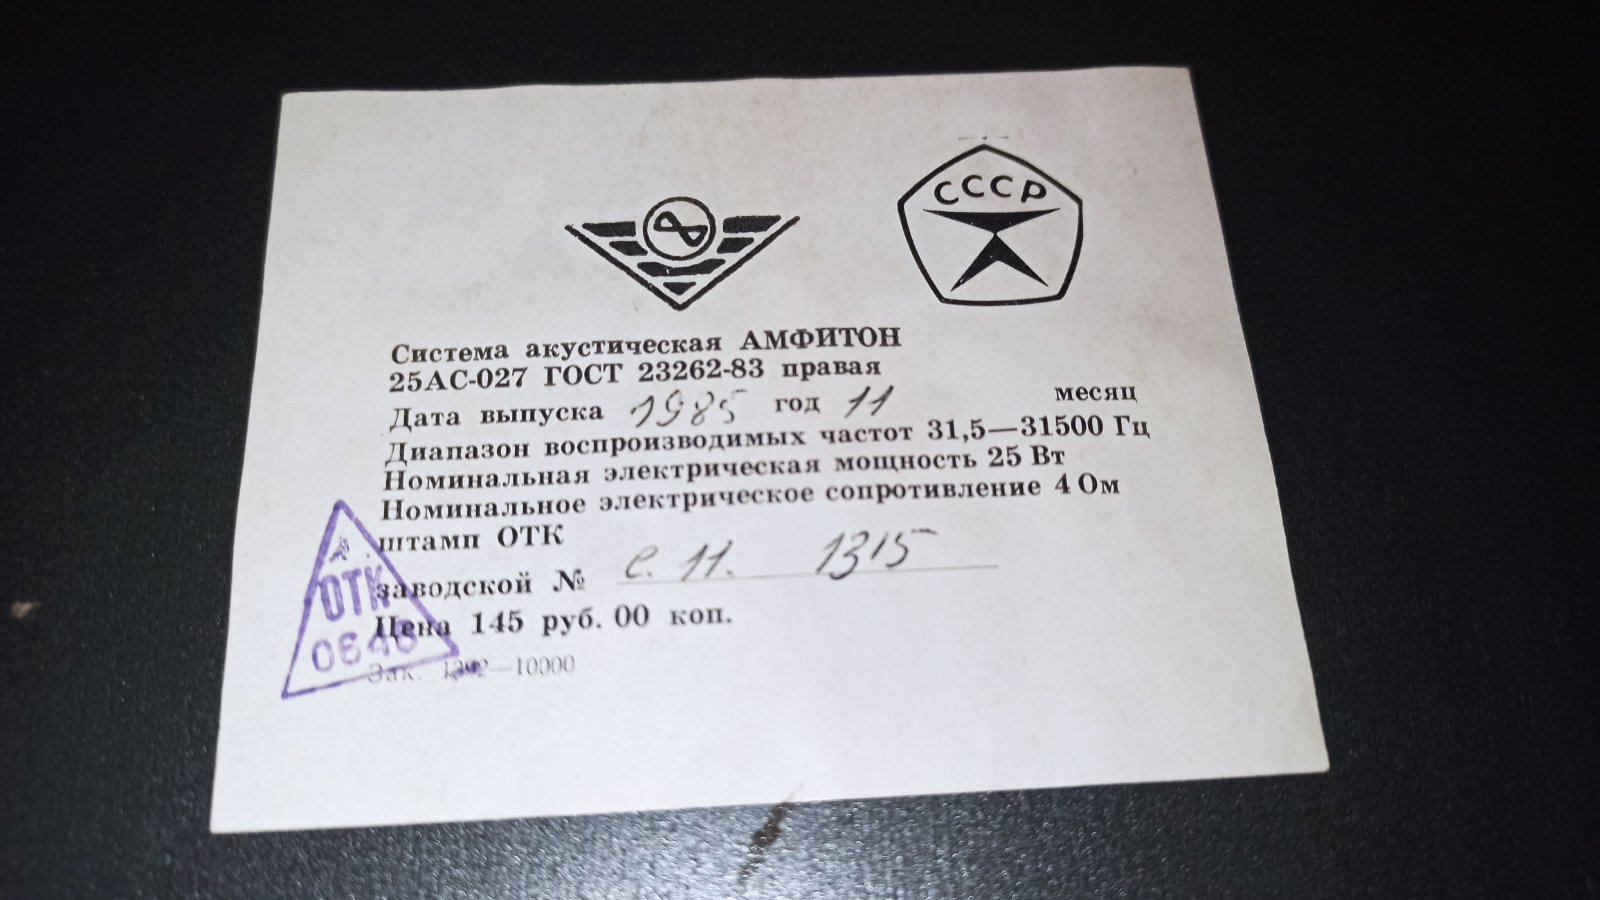 СССР
Система акустическая АМФИТОН
25АС-027 ГОСТ 23262-83 правая
Дата выпуска 1985 год 11 месяц
Диапазон воспроизводимых частот 31,5—31500 Гц
Номинальная электрическая мощность 25 Вт
Номинальное электрическое сопротивление 4 Ом
штамп ОТК
заводской № е. 11. 1315
Цена 145 руб. 00 коп.
Зак. —10000
ОТК
0648